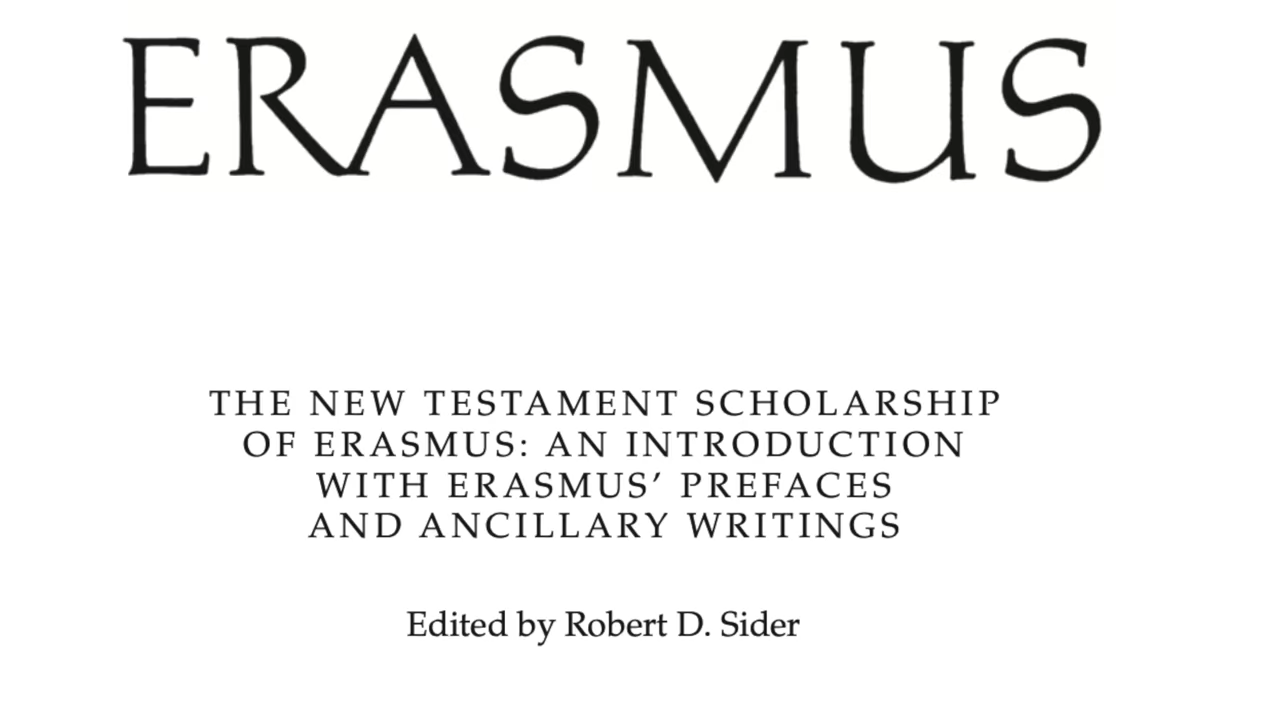 ERASMUS
THE NEW TESTAMENT SCHOLARSHIP
OF ERASMUS: AN INTRODUCTION
WITH ERASMUS’ PREFACES
AND ANCILLARY WRITINGS
Edited by Robert D. Sider